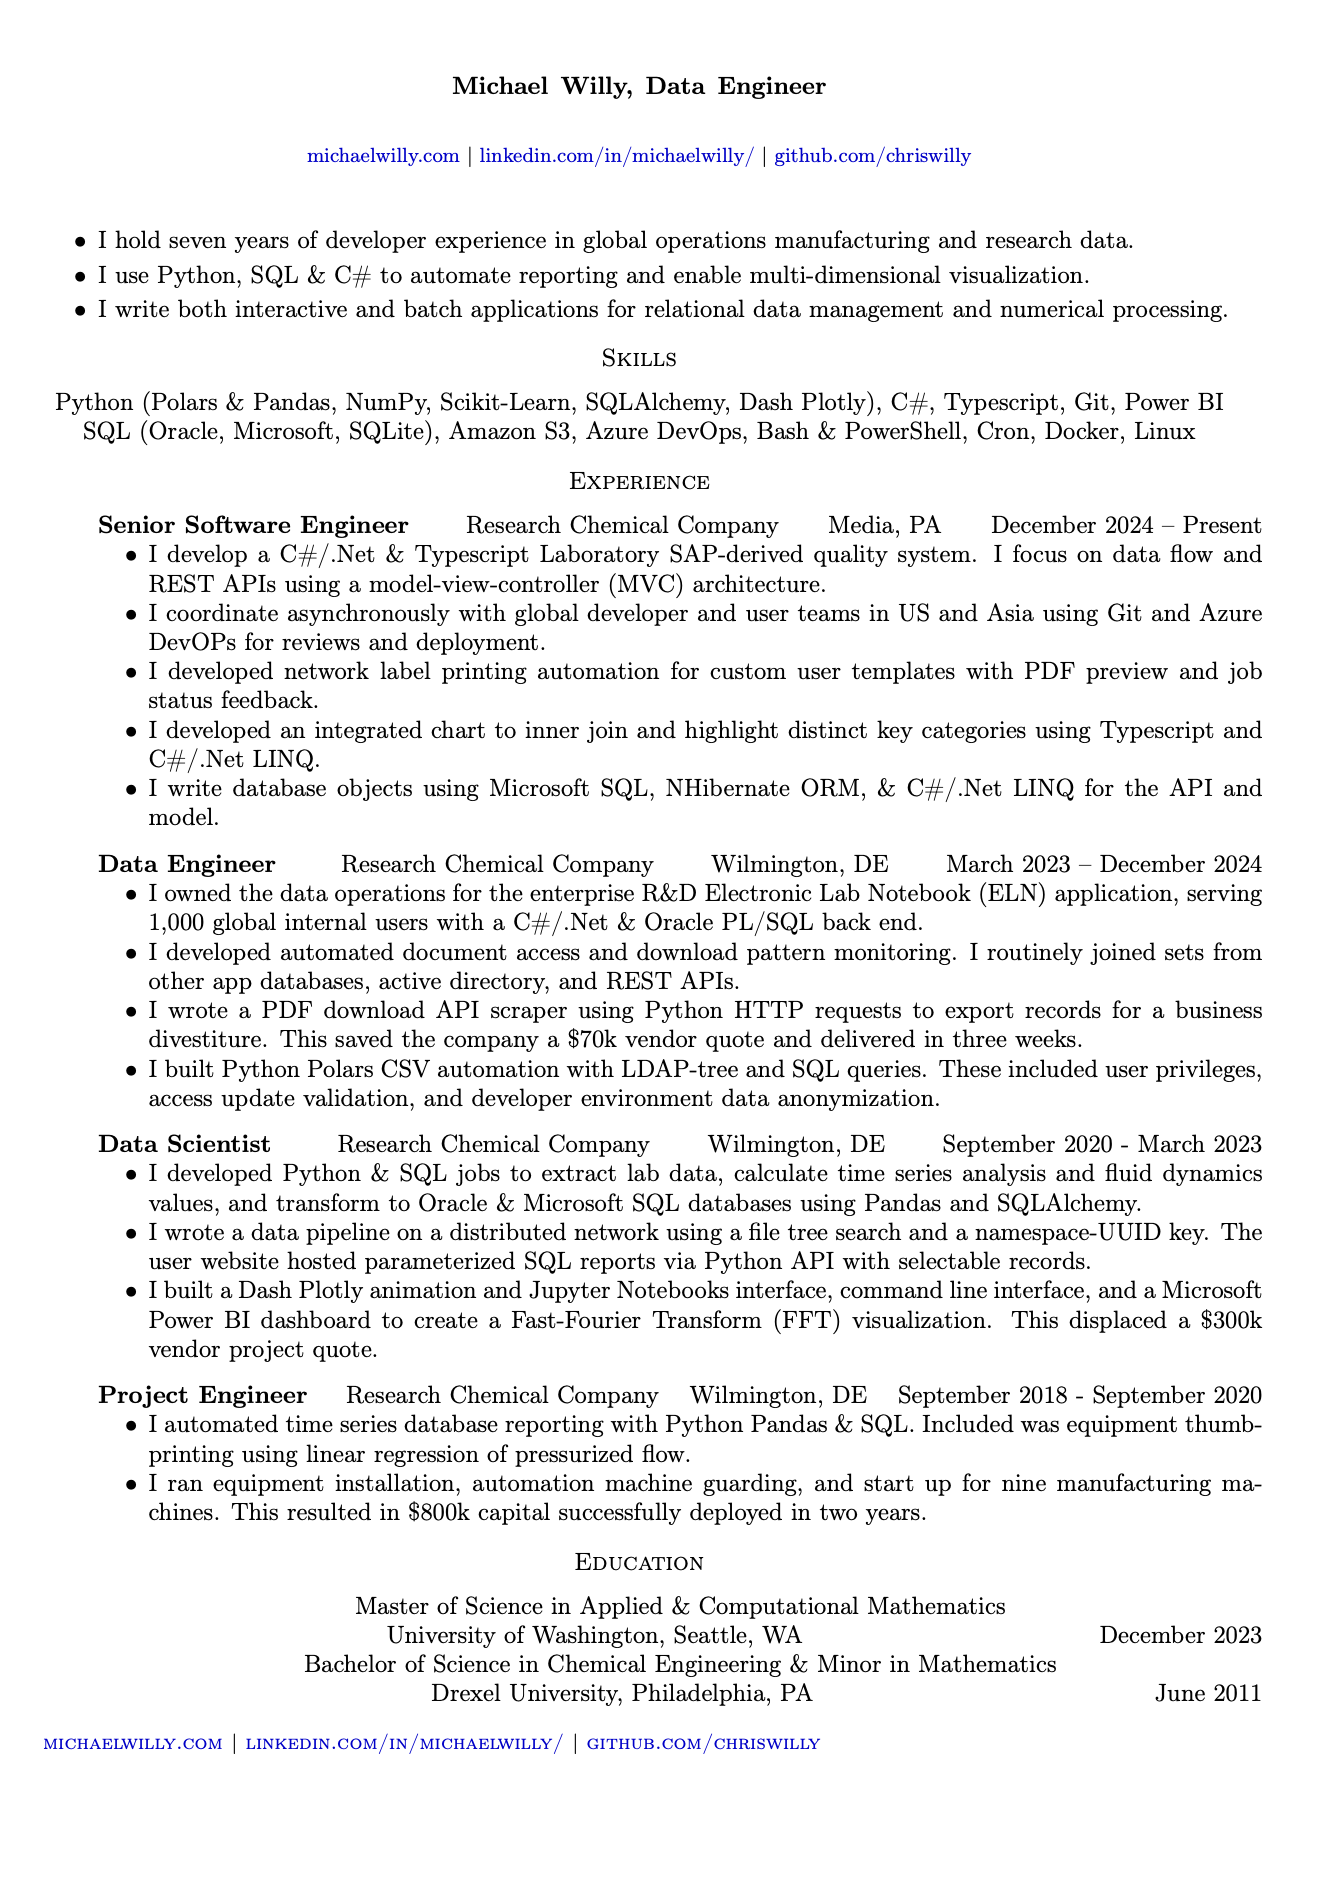 Michael Willy, Data Engineer
michaelwilly.com | linkedin.com/in/michaelwilly/ | github.com/chriswilly
• I hold seven years of developer experience in global operations manufacturing and research data.
• I use Python, SQL & C# to automate reporting and enable multi-dimensional visualization.
• I write both interactive and batch applications for relational data management and numerical processing.
Skills
Python (Polars & Pandas, NumPy, Scikit-Learn, SQLAlchemy, Dash Plotly), C#, Typescript, Git, Power BI
SQL (Oracle, Microsoft, SQLite), Amazon S3, Azure DevOps, Bash & PowerShell, Cron, Docker, Linux
Experience
Senior Software Engineer Research Chemical Company Media, PA December 2024 – Present
• I develop a C#/.Net & Typescript Laboratory SAP-derived quality system. I focus on data flow and
REST APIs using a model-view-controller (MVC) architecture.
• I coordinate asynchronously with global developer and user teams in US and Asia using Git and Azure
DevOPs for reviews and deployment.
• I developed network label printing automation for custom user templates with PDF preview and job
status feedback.
• I developed an integrated chart to inner join and highlight distinct key categories using Typescript and
C#/.Net LINQ.
• I write database objects using Microsoft SQL, NHibernate ORM, & C#/.Net LINQ for the API and
model.
Data Engineer Research Chemical Company Wilmington, DE March 2023 – December 2024
• I owned the data operations for the enterprise R&D Electronic Lab Notebook (ELN) application, serving
1,000 global internal users with a C#/.Net & Oracle PL/SQL back end.
• I developed automated document access and download pattern monitoring. I routinely joined sets from
other app databases, active directory, and REST APIs.
• I wrote a PDF download API scraper using Python HTTP requests to export records for a business
divestiture. This saved the company a $70k vendor quote and delivered in three weeks.
• I built Python Polars CSV automation with LDAP-tree and SQL queries. These included user privileges,
access update validation, and developer environment data anonymization.
Data Scientist Research Chemical Company Wilmington, DE September 2020 - March 2023
• I developed Python & SQL jobs to extract lab data, calculate time series analysis and fluid dynamics
values, and transform to Oracle & Microsoft SQL databases using Pandas and SQLAlchemy.
• I wrote a data pipeline on a distributed network using a file tree search and a namespace-UUID key. The
user website hosted parameterized SQL reports via Python API with selectable records.
• I built a Dash Plotly animation and Jupyter Notebooks interface, command line interface, and a Microsoft
Power BI dashboard to create a Fast-Fourier Transform (FFT) visualization. This displaced a $300k
vendor project quote.
Project Engineer Research Chemical Company Wilmington, DE September 2018 - September 2020
• I automated time series database reporting with Python Pandas & SQL. Included was equipment thumb-
printing using linear regression of pressurized flow.
• I ran equipment installation, automation machine guarding, and start up for nine manufacturing ma-
chines. This resulted in $800k capital successfully deployed in two years.
Education
Master of Science in Applied & Computational Mathematics
University of Washington, Seattle, WA December 2023
Bachelor of Science in Chemical Engineering & Minor in Mathematics
Drexel University, Philadelphia, PA June 2011
michaelwilly.com | linkedin.com/in/michaelwilly/ | github.com/chriswilly